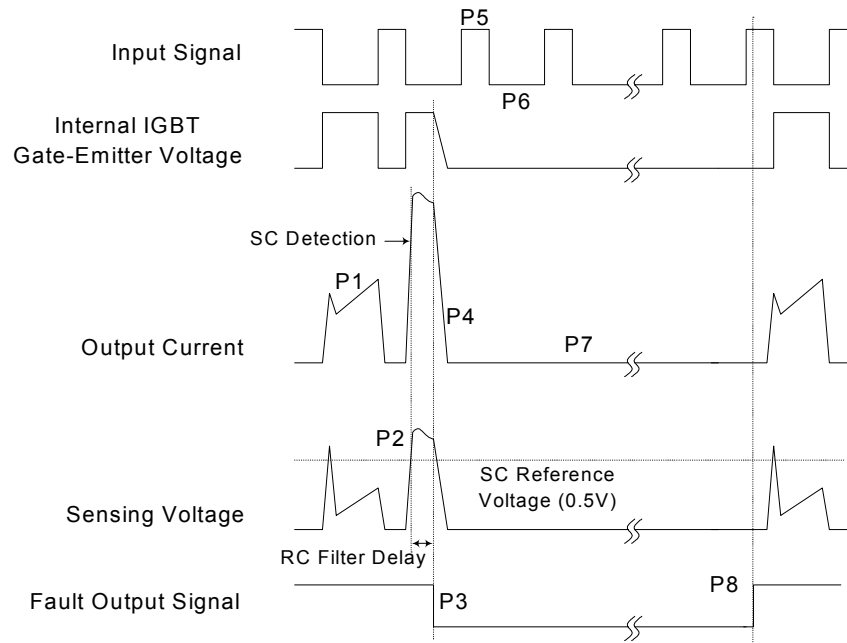 P5
Input Signal
P6
Internal IGBT
Gate-Emitter Voltage
SC Detection
P1
P4
Output Current
P7
P2
SC Reference
Voltage (0.5V)
Sensing Voltage
RC Filter Delay
Fault Output Signal
P3
P8